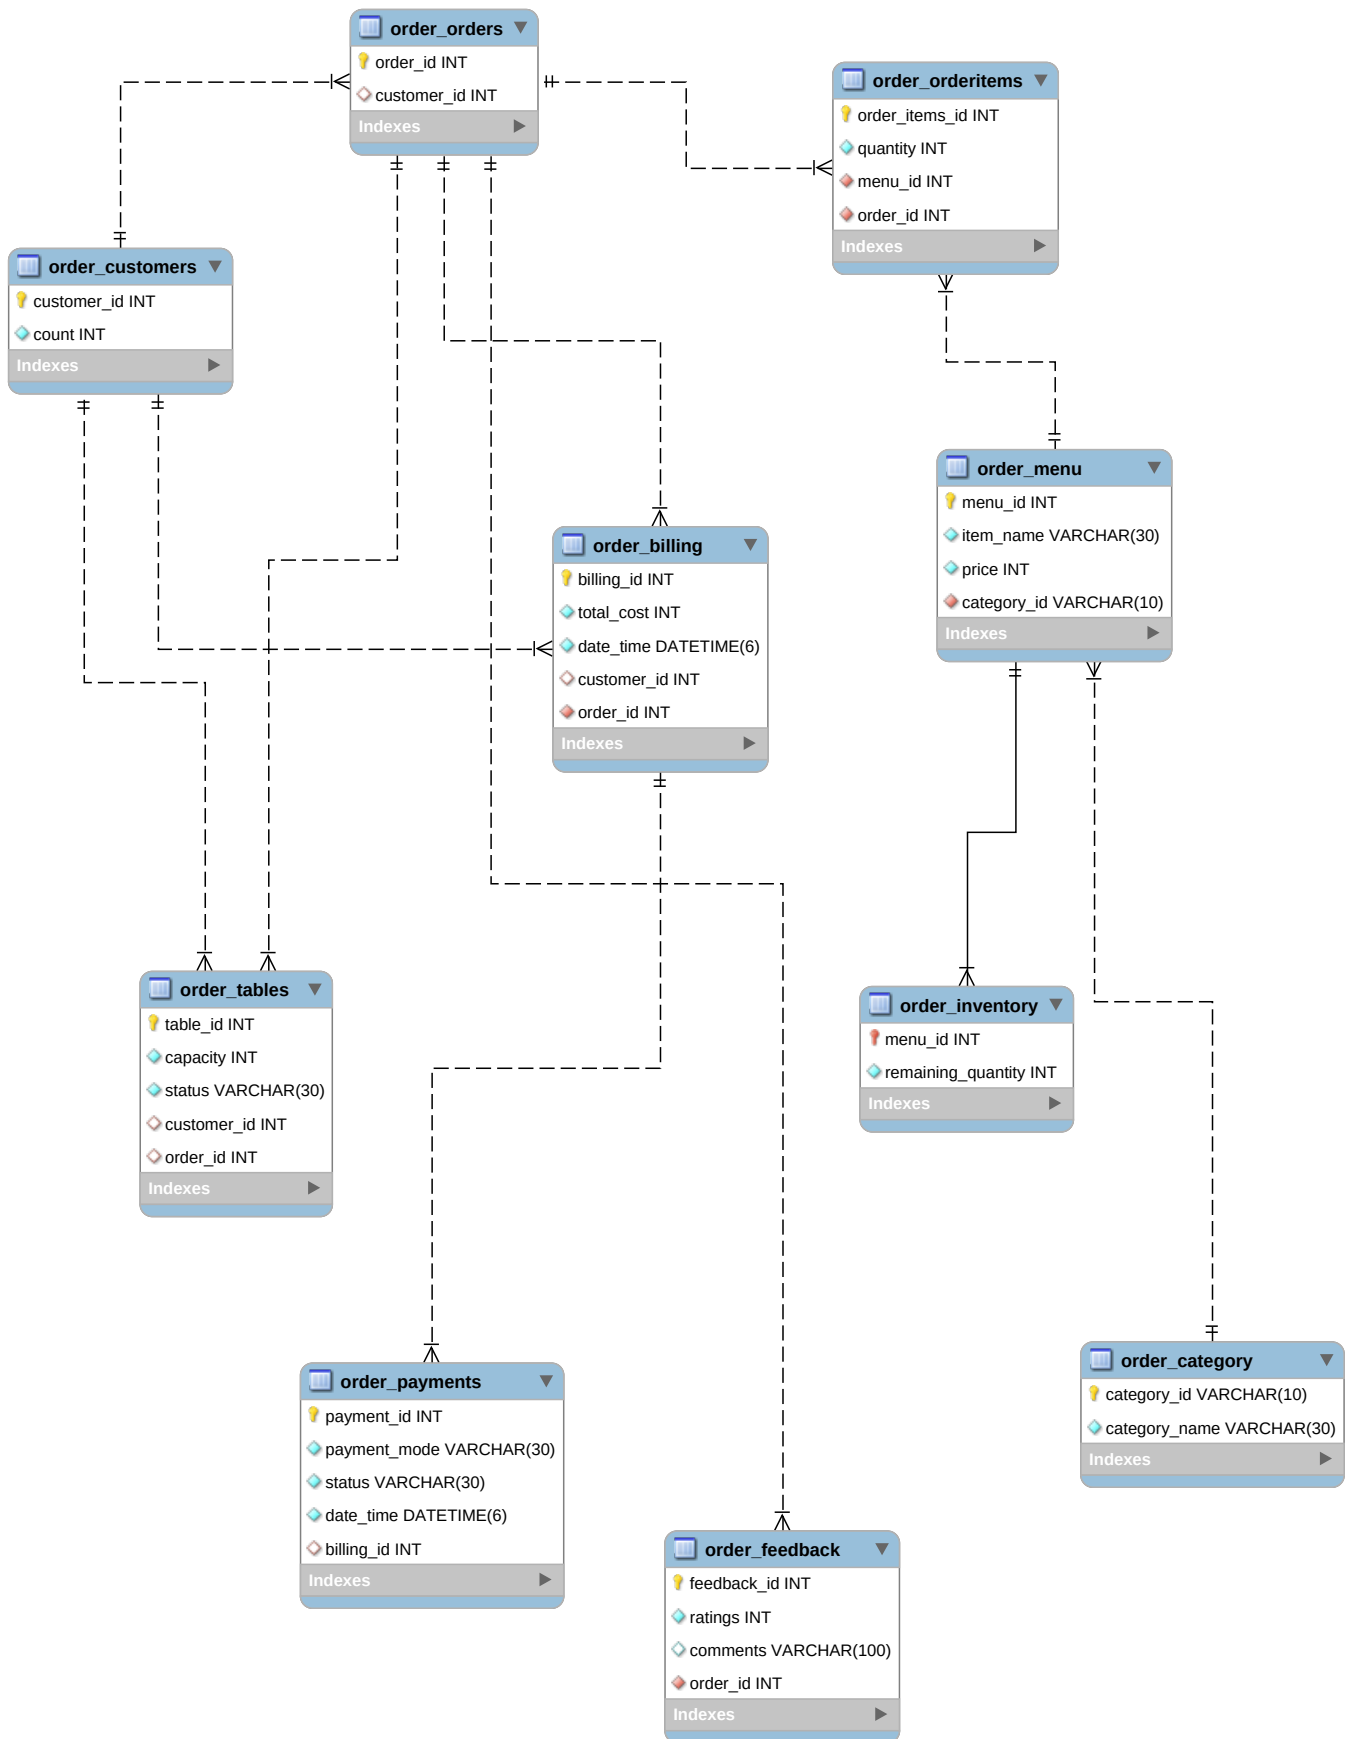 order_orders
order_id INT
customer_id INT
Indexes
order_orderitems
order_items_id INT
quantity INT
menu_id INT
order_id INT
Indexes
order_customers
customer_id INT
count INT
Indexes
order_menu
menu_id INT
item_name VARCHAR(30)
price INT
category_id VARCHAR(10)
Indexes
order_billing
billing_id INT
total_cost INT
date_time DATETIME(6)
customer_id INT
order_id INT
Indexes
order_tables
table_id INT
capacity INT
status VARCHAR(30)
customer_id INT
order_id INT
Indexes
order_inventory
menu_id INT
remaining_quantity INT
Indexes
order_category
category_id VARCHAR(10)
category_name VARCHAR(30)
Indexes
order_payments
payment_id INT
payment_mode VARCHAR(30)
status VARCHAR(30)
date_time DATETIME(6)
billing_id INT
Indexes
order_feedback
feedback_id INT
ratings INT
comments VARCHAR(100)
order_id INT
Indexes